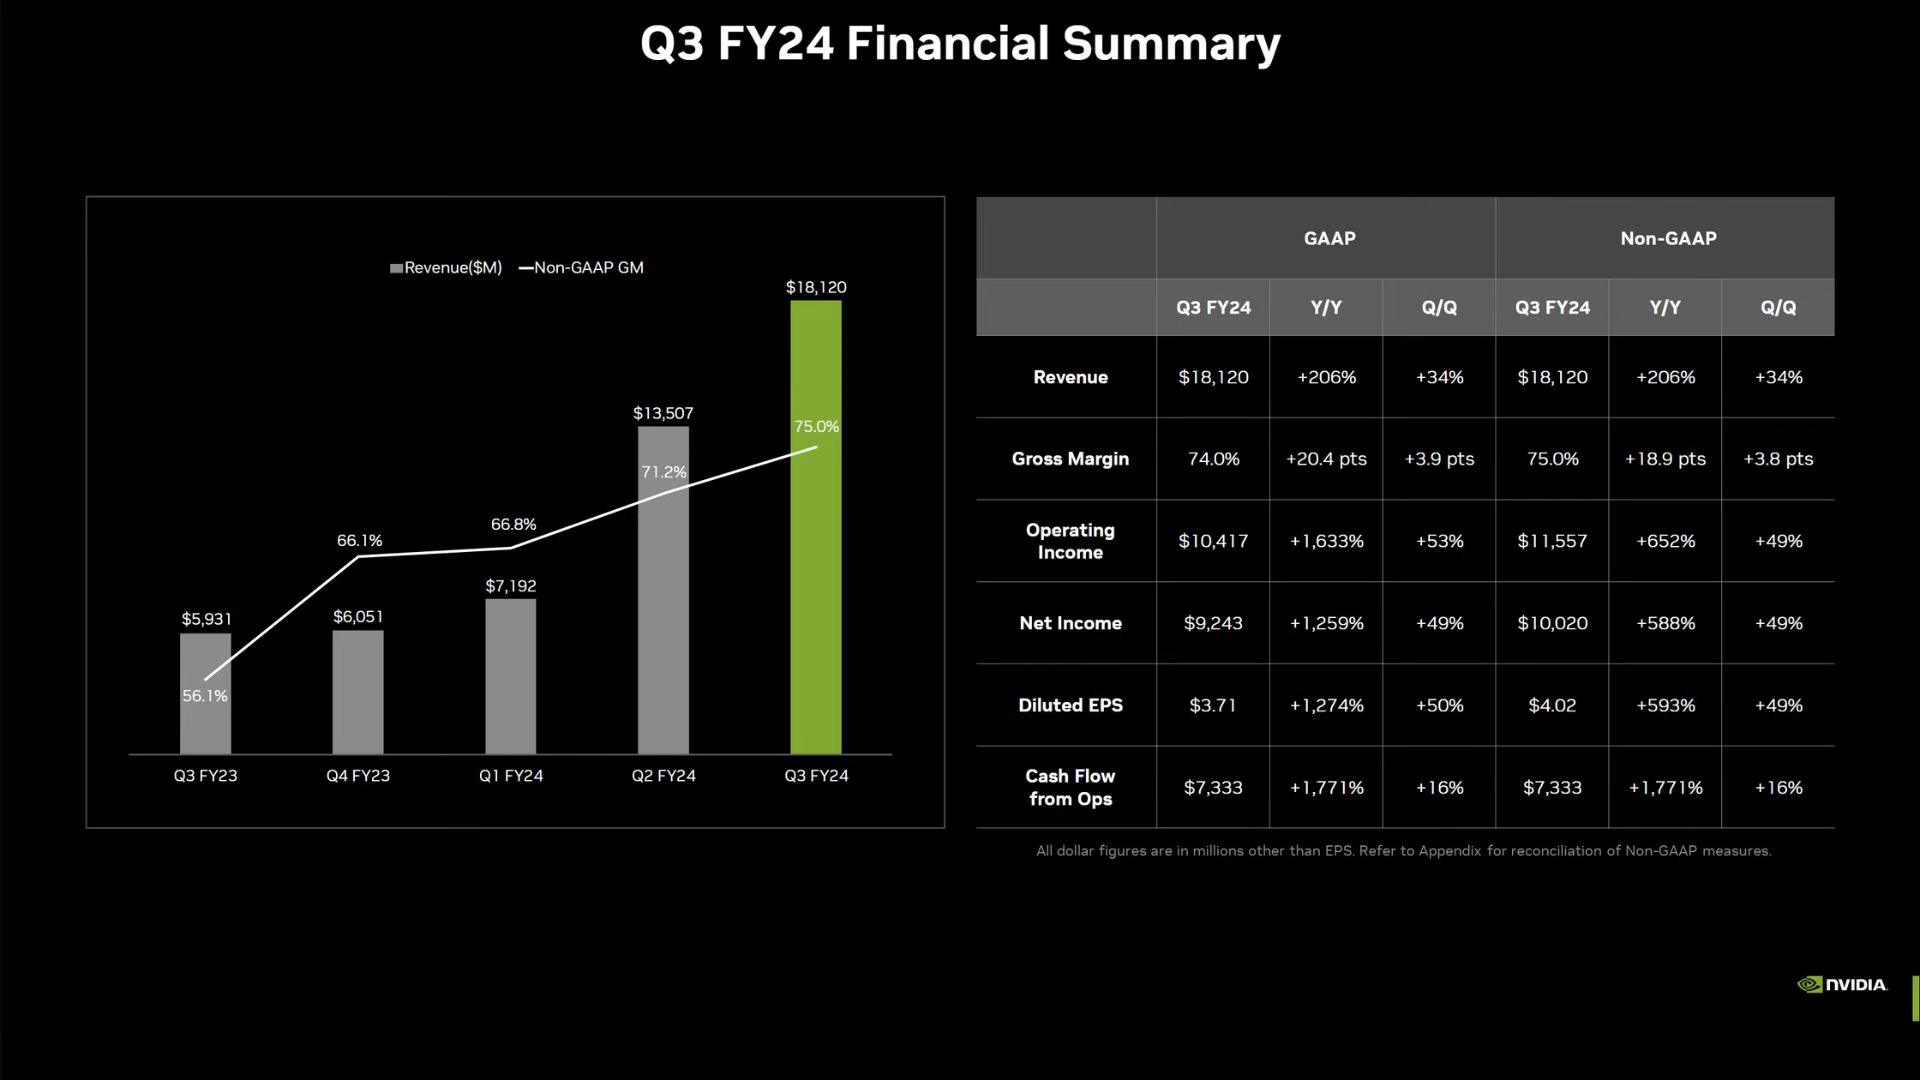 Q3 FY24 Financial Summary
Revenue($M) Non-GAAP GM
$5,931
$6,051
$7,192
$13,507
$18,120
56.1%
66.1%
66.8%
71.2%
75.0%
Q3 FY23 Q4 FY23 Q1 FY24 Q2 FY24 Q3 FY24
GAAP Non-GAAP
Q3 FY24 Y/Y Q/Q Q3 FY24 Y/Y Q/Q
Revenue $18,120 +206% +34% $18,120 +206% +34%
Gross Margin 74.0% +20.4 pts +3.9 pts 75.0% +18.9 pts +3.8 pts
Operating
Income $10,417 +1,633% +53% $11,557 +652% +49%
Net Income $9,243 +1,259% +49% $10,020 +588% +49%
Diluted EPS $3.71 +1,274% +50% $4.02 +593% +49%
Cash Flow
from Ops $7,333 +1,771% +16% $7,333 +1,771% +16%
All dollar figures are in millions other than EPS. Refer to Appendix for reconciliation of Non-GAAP measures.
NVIDIA.